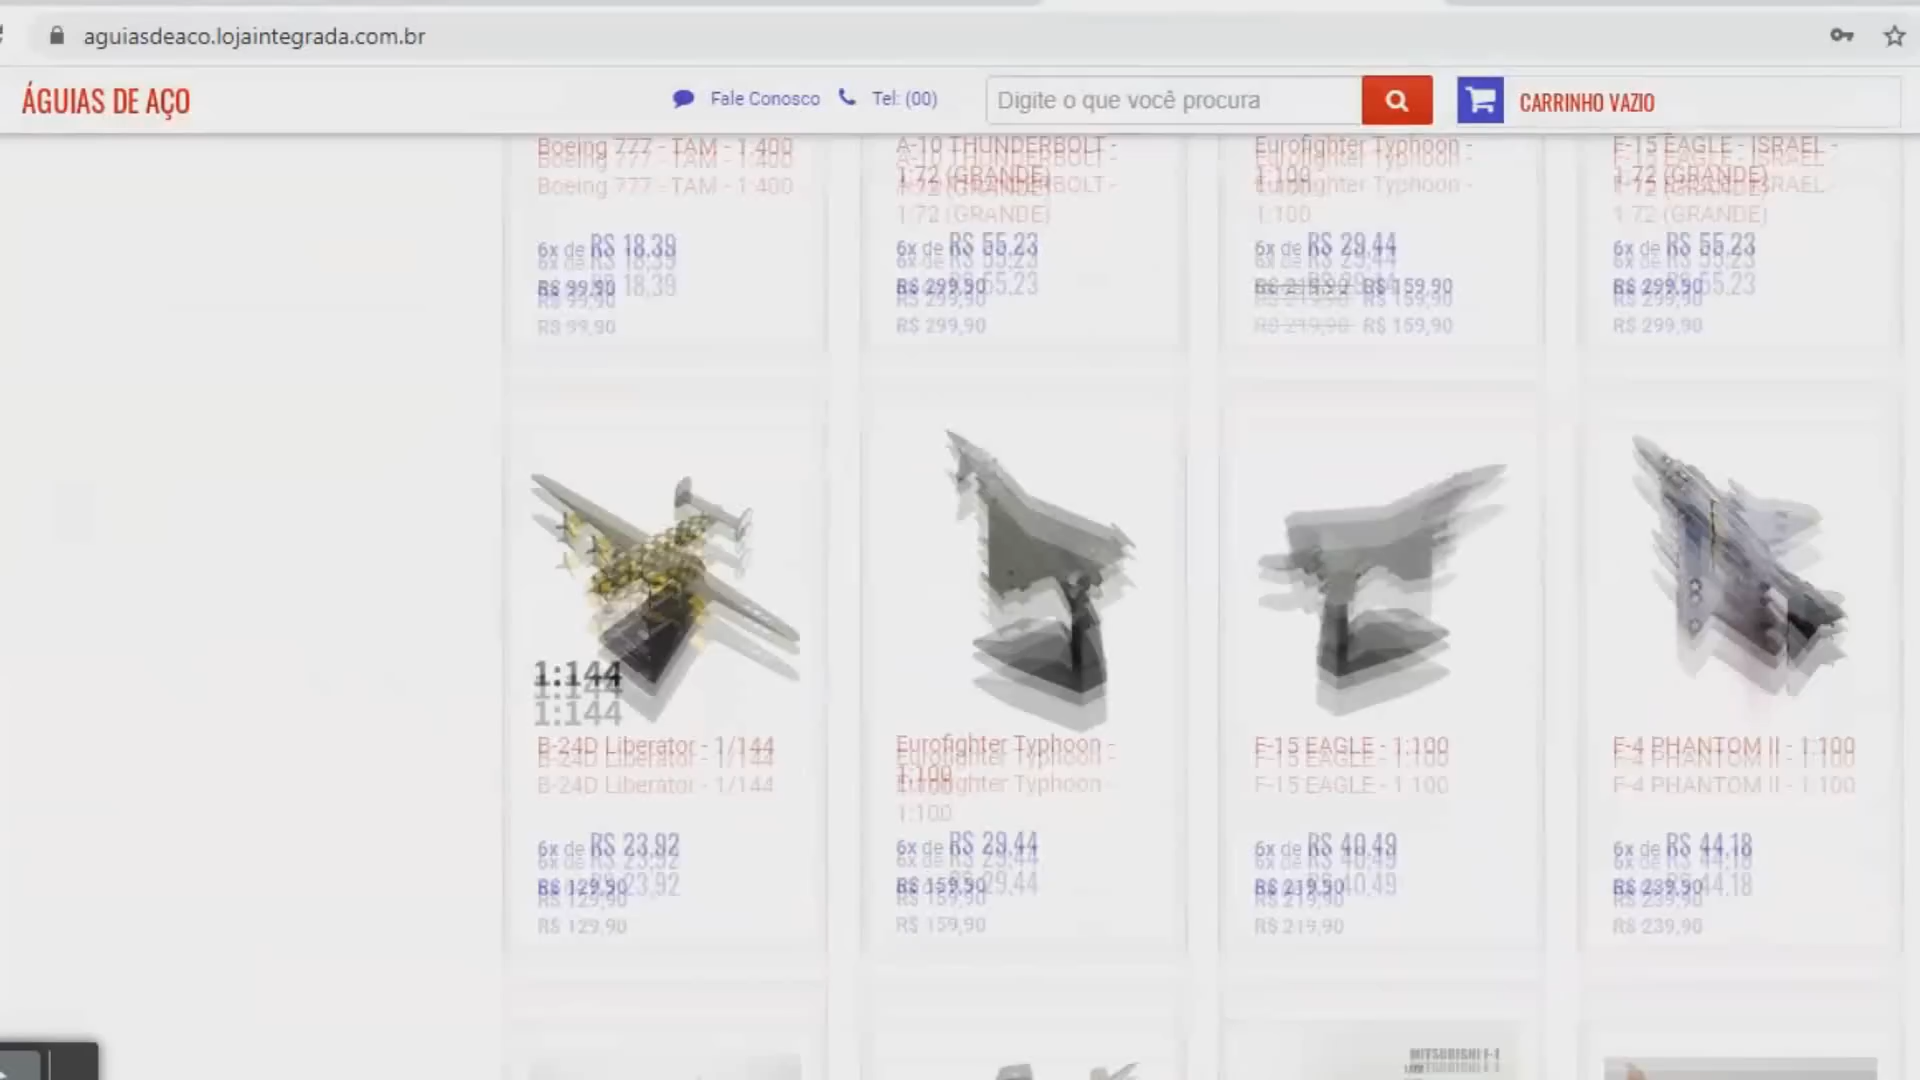 aguiasdeaco.lojaintegrada.com.br
ÁGUIAS DE AÇO
Fale Conosco
Tel: (00)
Digite o que você procura
CARRINHO VAZIO
Boeing 777 - TAM - 1:400
6x de R$ 18,39
R$ 99,90
A-10 THUNDERBOLT -
1:72 (GRANDE)
6x de R$ 55,23
R$ 299,90
Eurofighter Typhoon -
1:100
6x de R$ 29,44
R$ 219,90 R$ 159,90
F-15 EAGLE - ISRAEL -
1:72 (GRANDE)
6x de R$ 55,23
R$ 299,90
1:144
B-24D Liberator - 1/144
6x de R$ 23,92
R$ 129,90
Eurofighter Typhoon -
1:100
6x de R$ 29,44
R$ 159,90
F-15 EAGLE - 1:100
6x de R$ 40,49
R$ 219,90
F-4 PHANTOM II - 1:100
6x de R$ 44,18
R$ 239,90
MITSUBISHI F-1